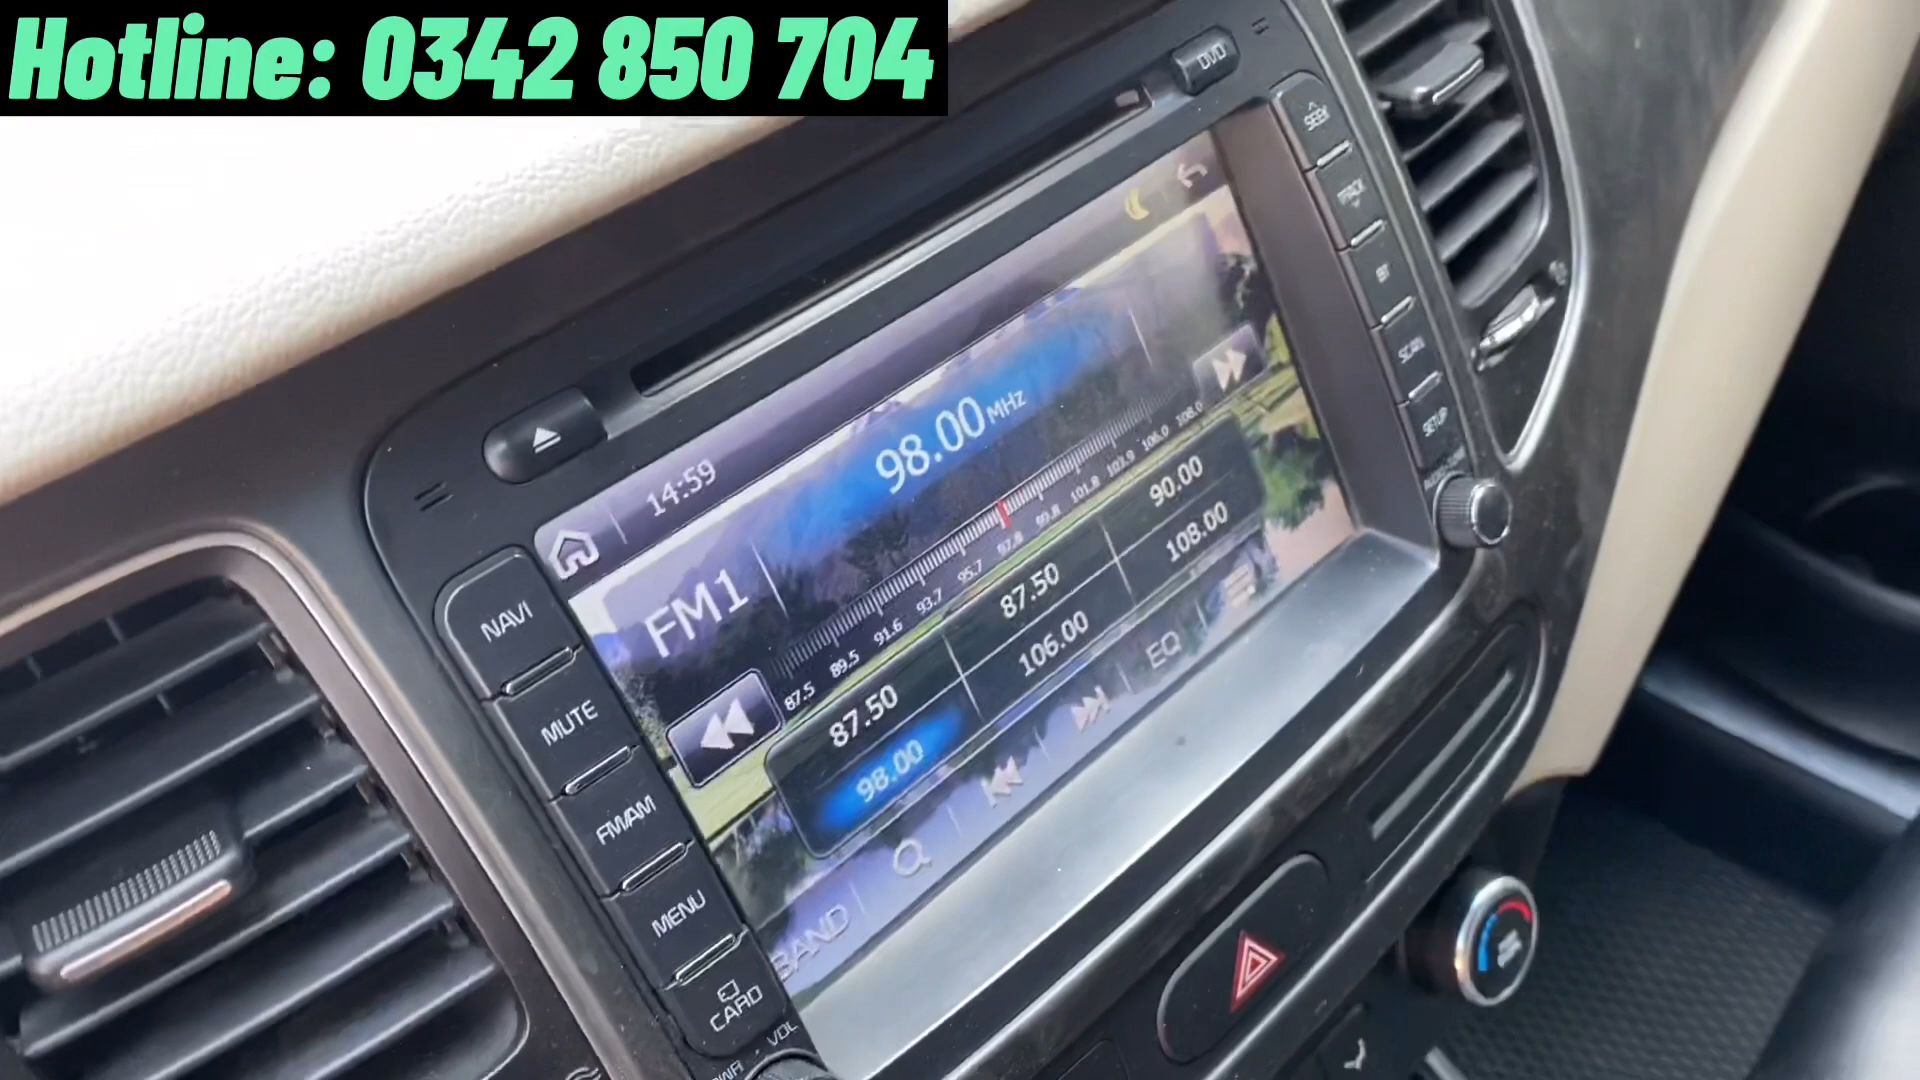 Hotline: 0342 850 704
DVD
SEEK
TRACK
BT
SCAN
SETUP
NAVI
MUTE
FM/AM
MENU
CARD
VOL
14:59
98.00 MHz
FM1
87.5 89.5 91.6 93.7 95.7 97.8 99.8 101.8 103.9 106.0 108.0
87.50 87.50 90.00
98.00 106.00 108.00
BAND EQ